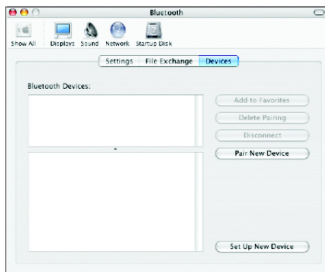 Bluetooth
Show All Displays Sound Network Startup Disk
Settings File Exchange Devices
Bluetooth Devices:
Add to Favorites
Delete Pairing
Disconnect
Pair New Device
Set Up New Device